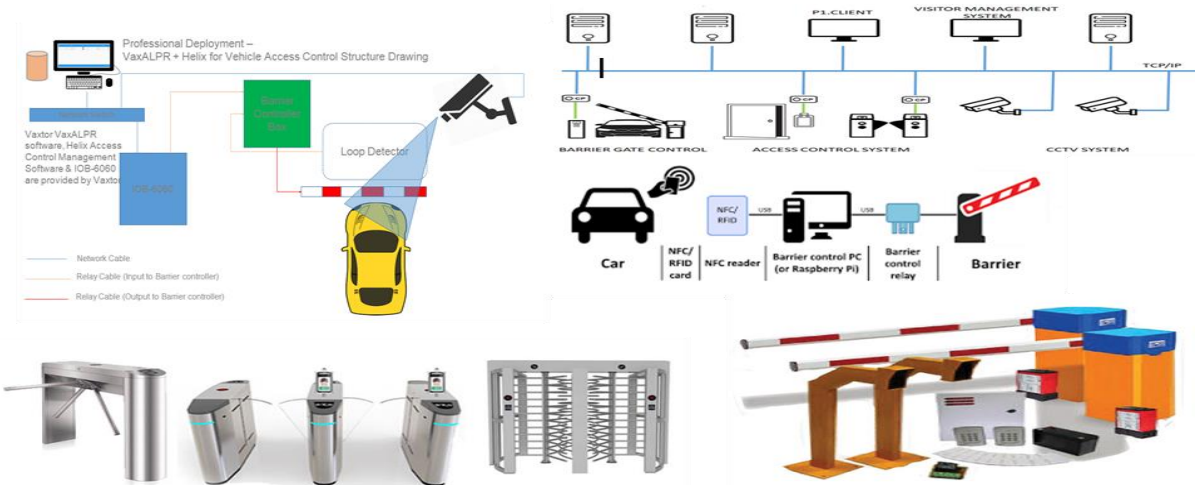 Professional Deployment –
VaxALPR + Helix for Vehicle Access Control Structure Drawing
Barrier
Controller
Box
Loop Detector
Vaxtor VaxALPR
software, Helix Access
Control Management
Software & IOB-6060
are provided by Vaxtor
IOB-6060
Network Cable
Relay Cable (Input to Barrier controller)
Relay Cable (Output to Barrier controller)
P1.CLIENT
VISITOR MANAGEMENT
SYSTEM
TCP/IP
BARRIER GATE CONTROL
ACCESS CONTROL SYSTEM
CCTV SYSTEM
NFC/
RFID
USB
USB
Car
NFC/
RFID
card
NFC reader
Barrier control PC
(or Raspberry Pi)
Barrier
control
relay
Barrier